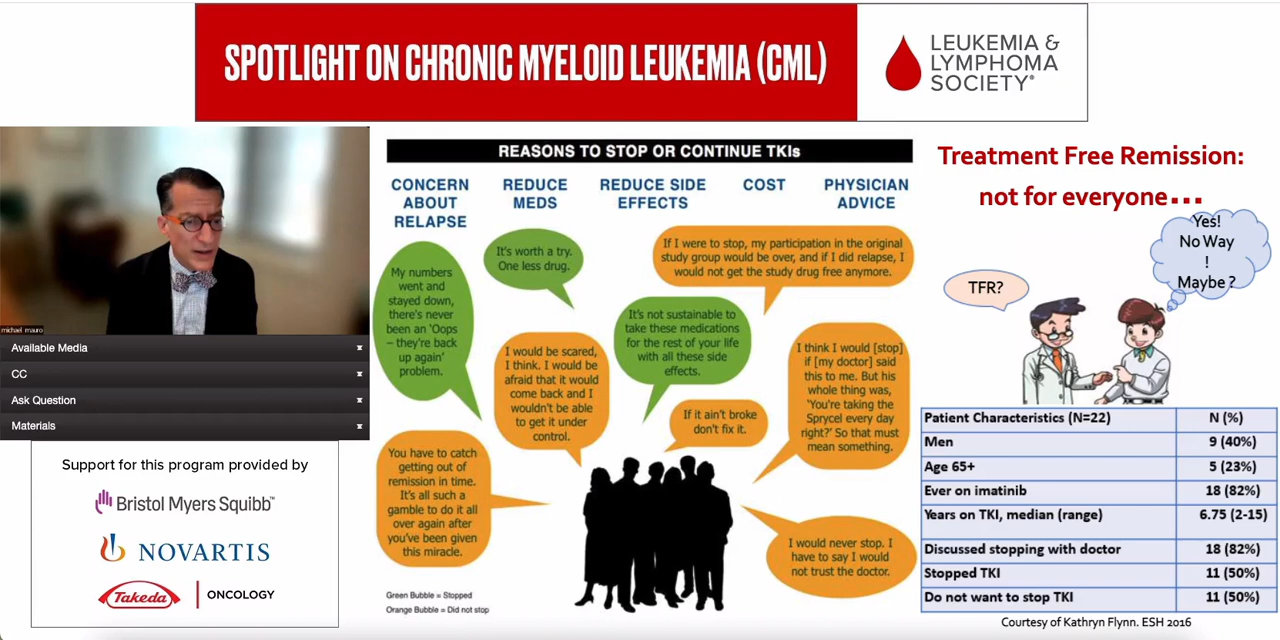 SPOTLIGHT ON CHRONIC MYELOID LEUKEMIA (CML)
LEUKEMIA &
LYMPHOMA
SOCIETY®
michael mauro
Available Media
CC
Ask Question
Materials
Support for this program provided by
Bristol Myers Squibb™
NOVARTIS
Takeda
ONCOLOGY
REASONS TO STOP OR CONTINUE TKIs
CONCERN
ABOUT
RELAPSE
REDUCE
MEDS
REDUCE SIDE
EFFECTS
COST
PHYSICIAN
ADVICE
My numbers
went and
stayed down,
there's never
been an 'Oops
– they're back
up again'
problem.
It's worth a try.
One less drug.
If I were to stop, my participation in the original
study group would be over, and if I did relapse, I
would not get the study drug free anymore.
It's not sustainable to
take these medications
for the rest of your life
with all these side
effects.
I would be scared,
I think. I would be
afraid that it would
come back and I
wouldn't be able
to get it under
control.
I think I would [stop]
if [my doctor] said
this to me. But his
whole thing was,
'You're taking the
Sprycel every day
right?' So that must
mean something.
If it ain't broke
don't fix it.
You have to catch
getting out of
remission in time.
It's all such a
gamble to do it all
over again after
you've been given
this miracle.
I would never stop. I
have to say I would
not trust the doctor.
Green Bubble = Stopped
Orange Bubble = Did not stop
Treatment Free Remission:
not for everyone...
TFR?
Yes!
No Way
!
Maybe ?
Patient Characteristics (N=22) N (%)
Men 9 (40%)
Age 65+ 5 (23%)
Ever on imatinib 18 (82%)
Years on TKI, median (range) 6.75 (2-15)
Discussed stopping with doctor 18 (82%)
Stopped TKI 11 (50%)
Do not want to stop TKI 11 (50%)
Courtesy of Kathryn Flynn. ESH 2016